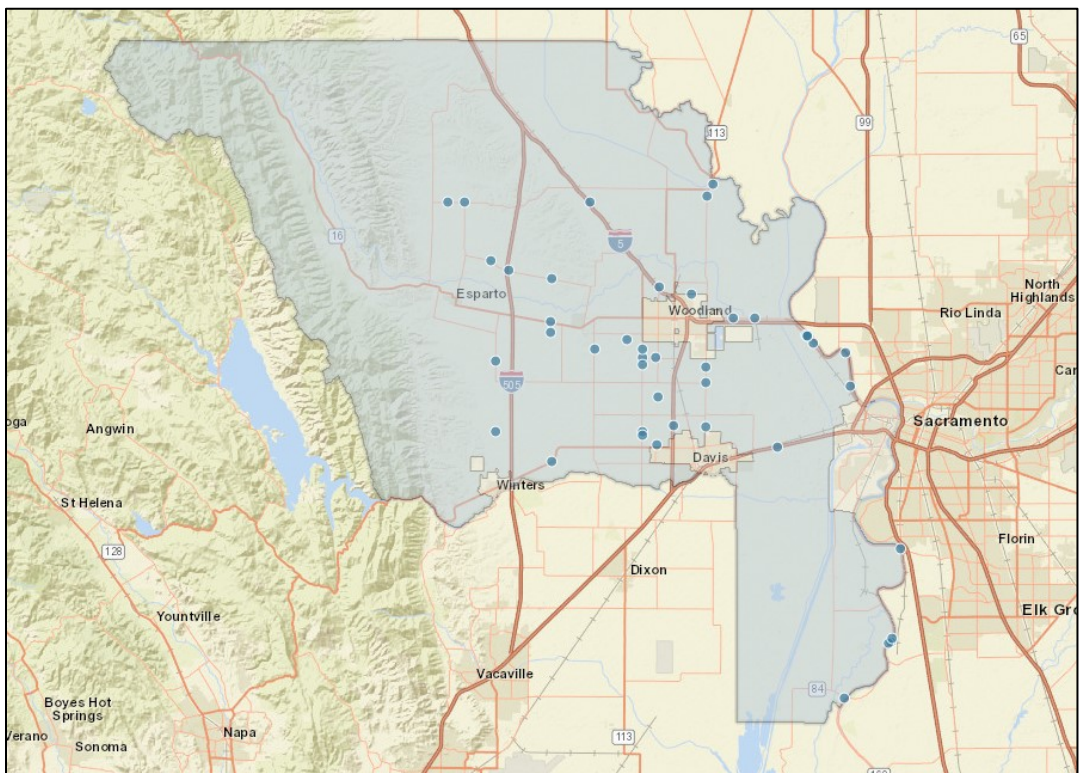 65
113
99
16
5
North
Highlands
Esparto
Woodland
Rio Linda
505
Sacramento
Angwin
Davis
Winters
St Helena
128
Florin
Dixon
Yountville
Elk Gro
Vacaville
84
Boyes Hot
Springs
Napa
Sonoma
113